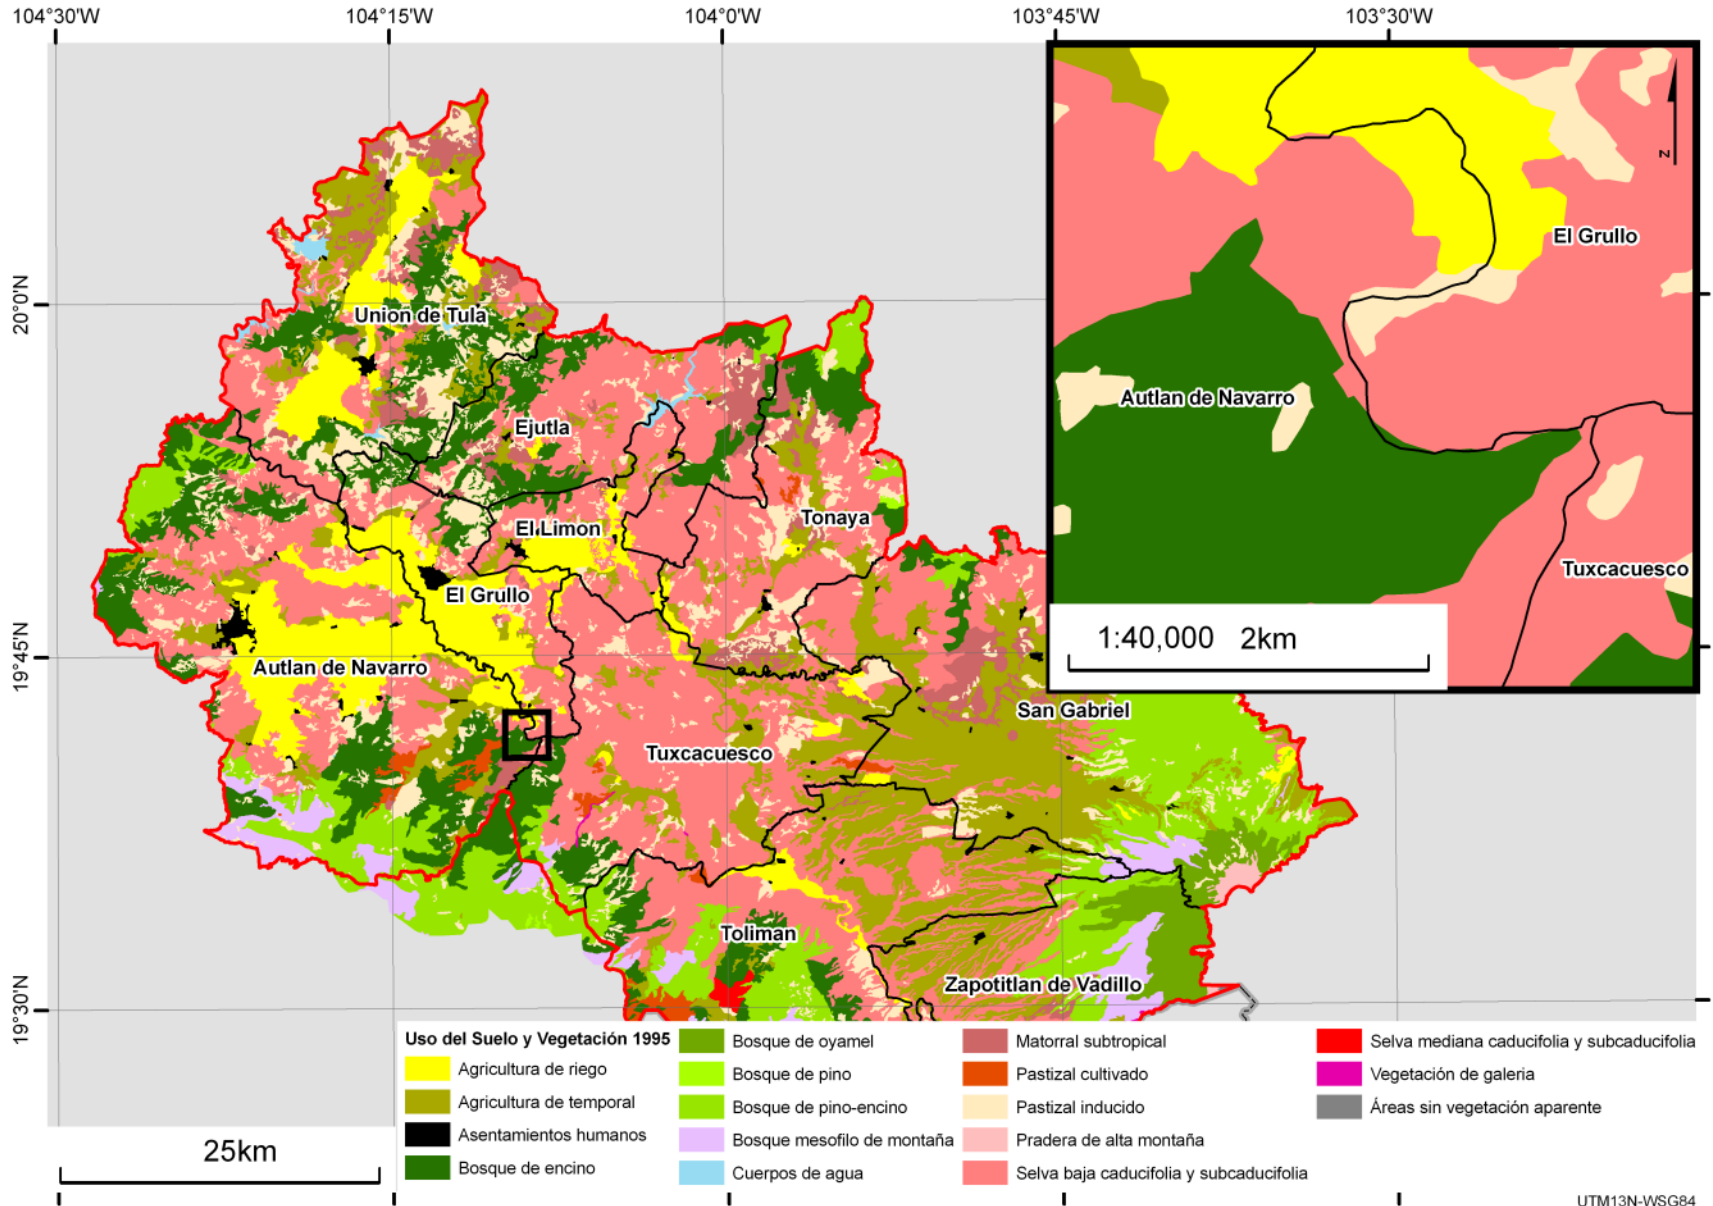 104°30'W 104°15'W 104°0'W 103°45'W 103°30'W
20°0'N
19°45'N
19°30'N
Union de Tula
Ejutla
El Limon
Tonaya
El Grullo
Autlan de Navarro
San Gabriel
Tuxcacuesco
Toliman
Zapotitlan de Vadillo
z
El Grullo
Autlan de Navarro
Tuxcacuesco
1:40,000 2km
25km
Uso del Suelo y Vegetación 1995
Agricultura de riego
Agricultura de temporal
Asentamientos humanos
Bosque de encino
Bosque de oyamel
Bosque de pino
Bosque de pino-encino
Bosque mesofilo de montaña
Cuerpos de agua
Matorral subtropical
Pastizal cultivado
Pastizal inducido
Pradera de alta montaña
Selva baja caducifolia y subcaducifolia
Selva mediana caducifolia y subcaducifolia
Vegetación de galeria
Áreas sin vegetación aparente
UTM13N-WSG84